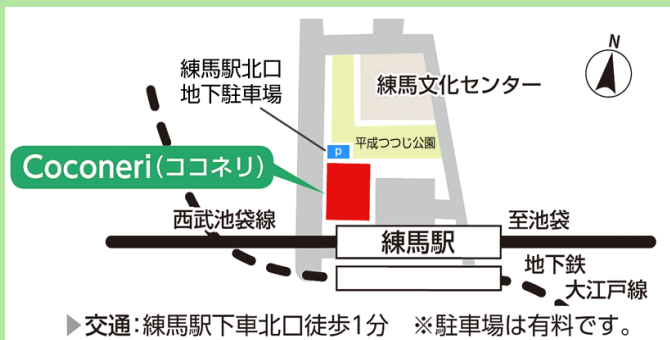 N
練馬駅北口
地下駐車場
練馬文化センター
P
平成つつじ公園
Coconeri(ココネリ)
西武池袋線
練馬駅
至池袋
地下鉄
大江戸線
▶交通:練馬駅下車北口徒歩1分 ※駐車場は有料です。